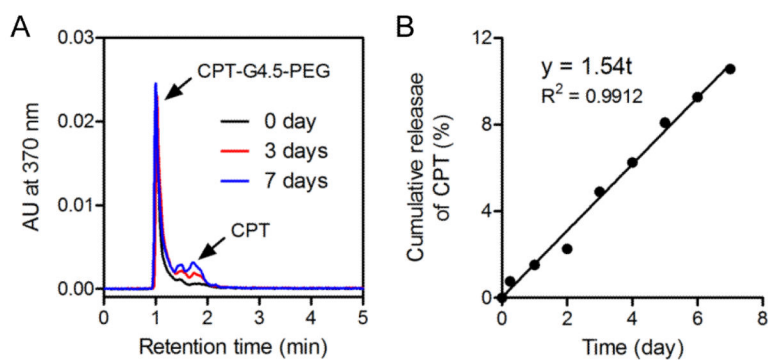 A
0.03
0.02
0.01
0.00
AU at 370 nm
CPT-G4.5-PEG
0 day
3 days
7 days
CPT
0
1
2
3
4
5
Retention time (min)
B
12
8
4
0
Cumulative releasae
of CPT (%)
y = 1.54t
R² = 0.9912
0
2
4
6
8
Time (day)